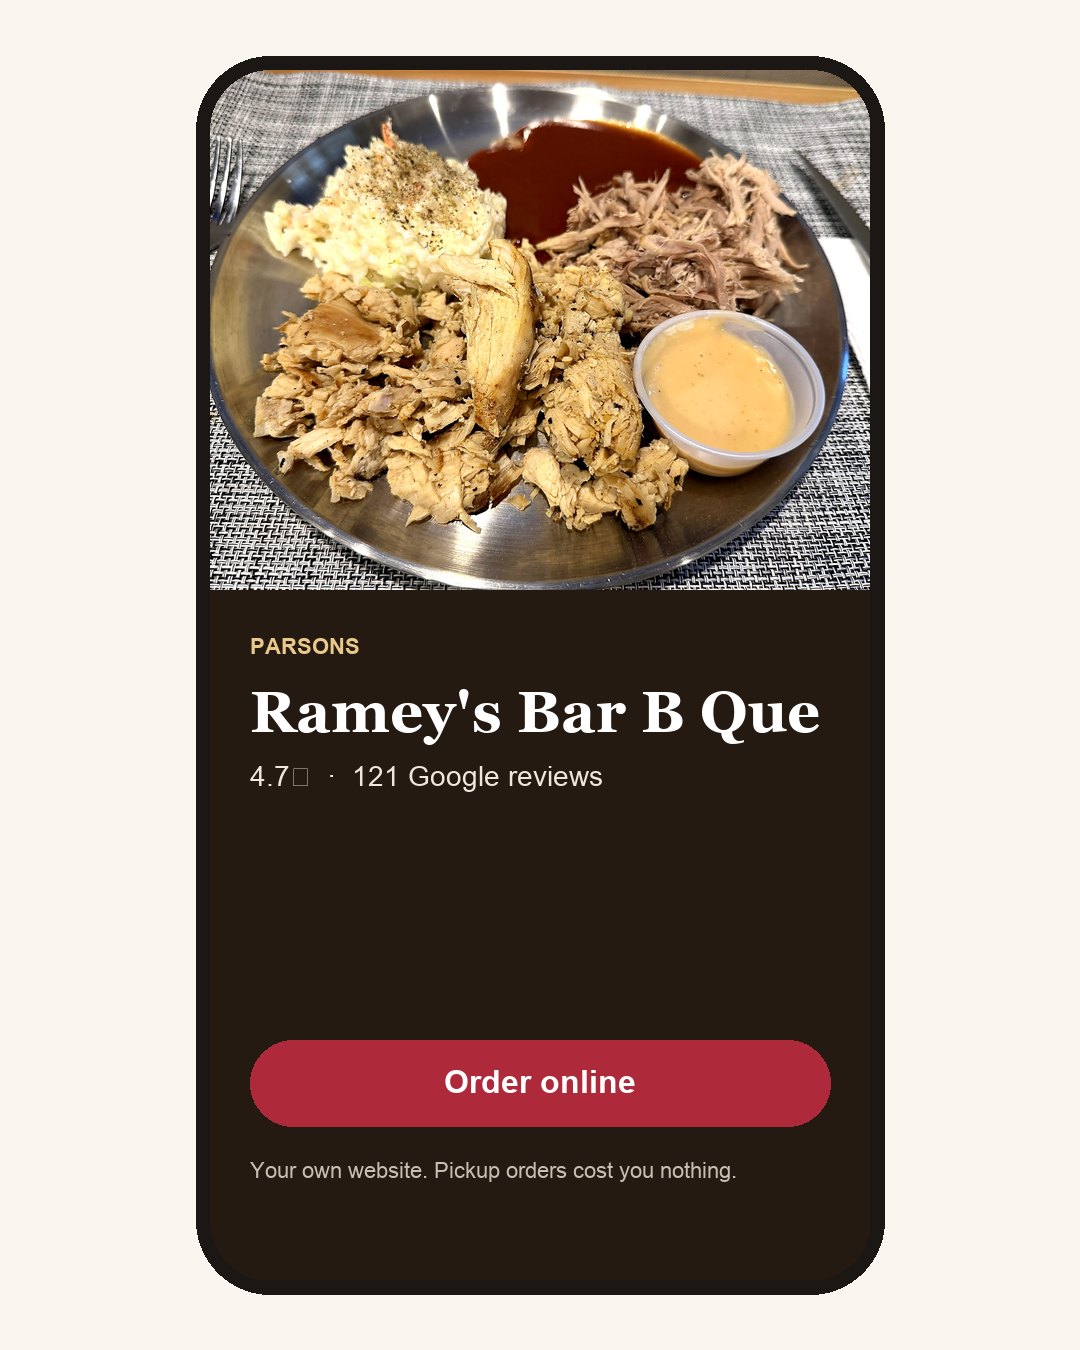 PARSONS
Ramey's Bar B Que
4.7□ · 121 Google reviews
Order online
Your own website. Pickup orders cost you nothing.